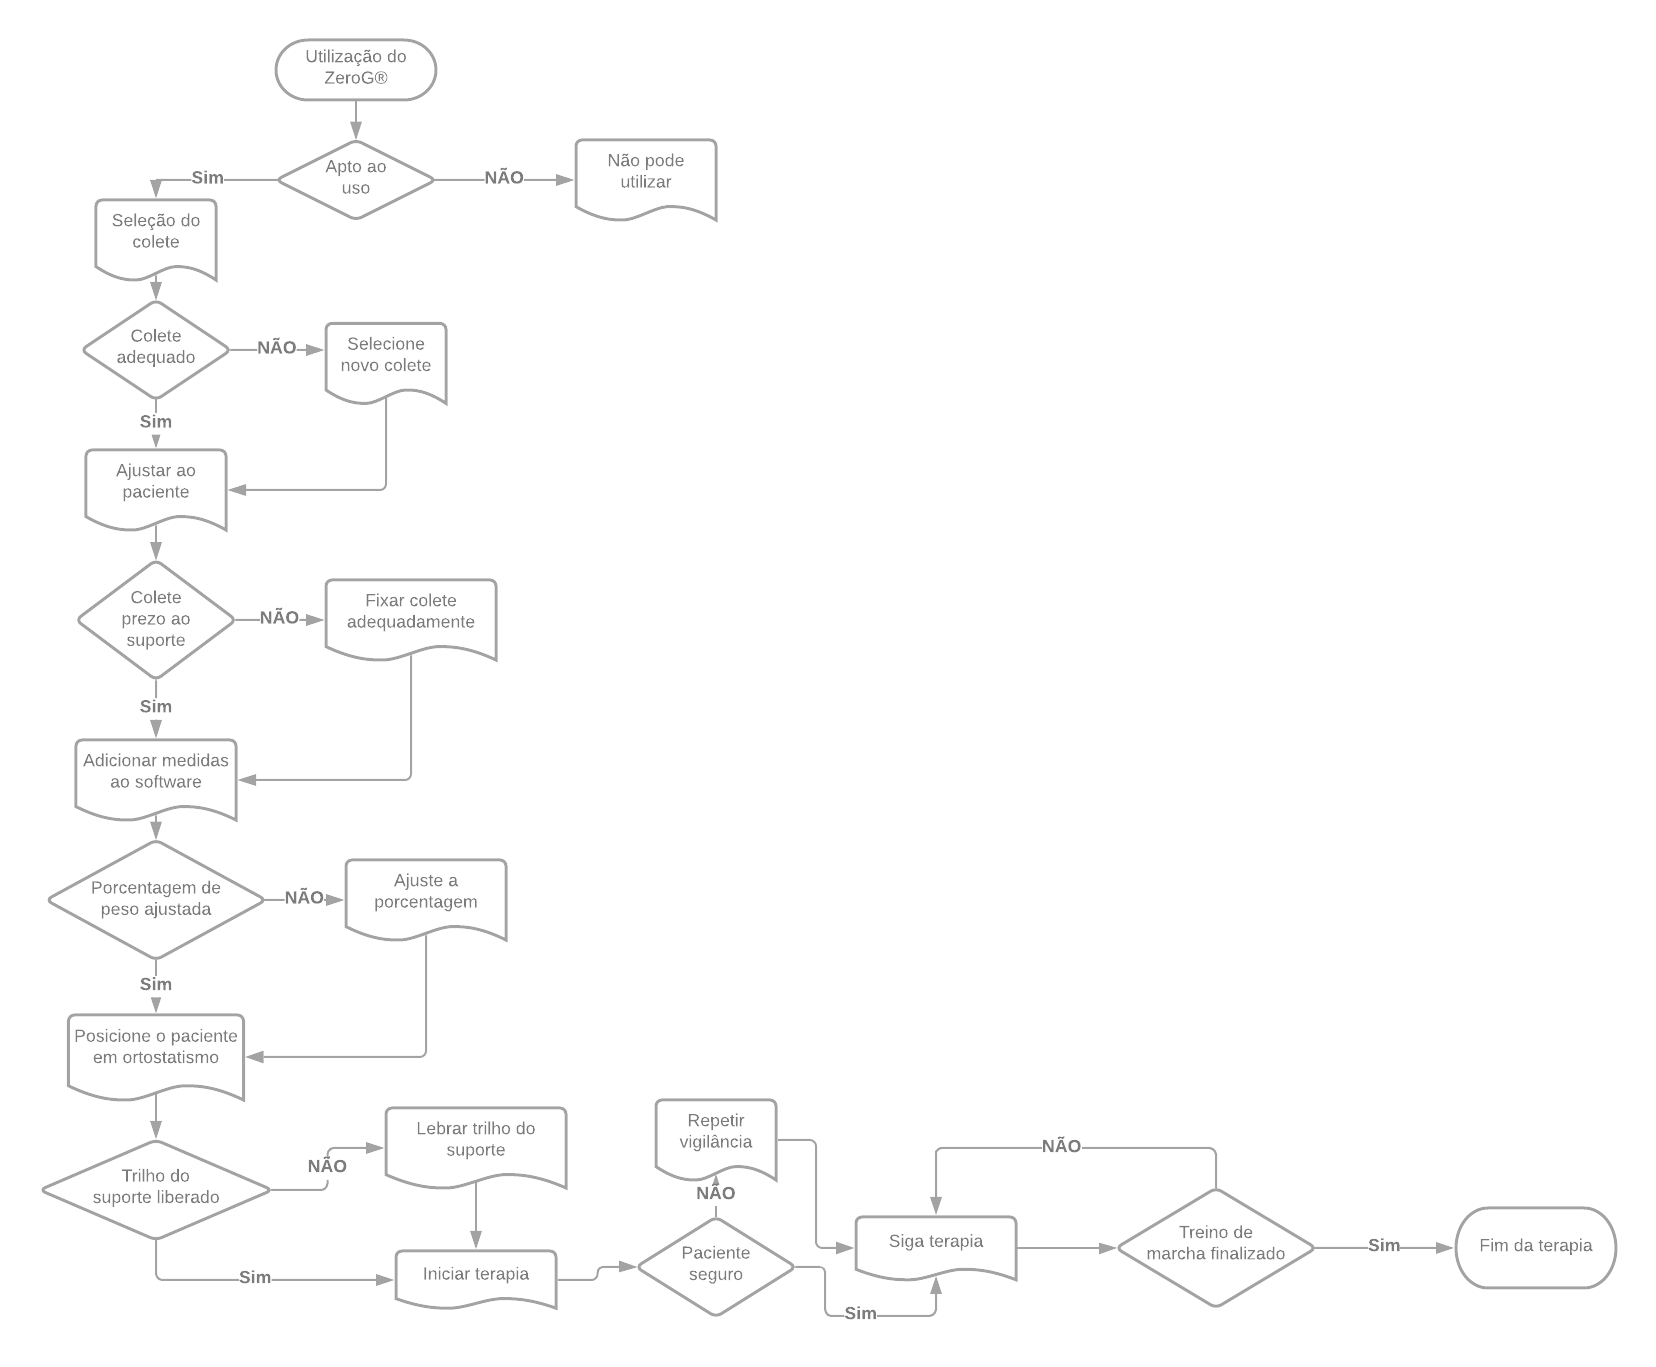 Utilização do
ZeroG®
Apto ao
uso
Sim
NÃO
Não pode
utilizar
Seleção do
colete
Colete
adequado
NÃO
Selecione
novo colete
Sim
Ajustar ao
paciente
Colete
prezo ao
suporte
NÃO
Fixar colete
adequadamente
Sim
Adicionar medidas
ao software
Porcentagem de
peso ajustada
NÃO
Ajuste a
porcentagem
Sim
Posicione o paciente
em ortostatismo
Trilho do
suporte liberado
NÃO
Lebrar trilho do
suporte
Sim
Iniciar terapia
Paciente
seguro
NÃO
Repetir
vigilância
Sim
Siga terapia
Treino de
marcha finalizado
NÃO
Sim
Fim da terapia